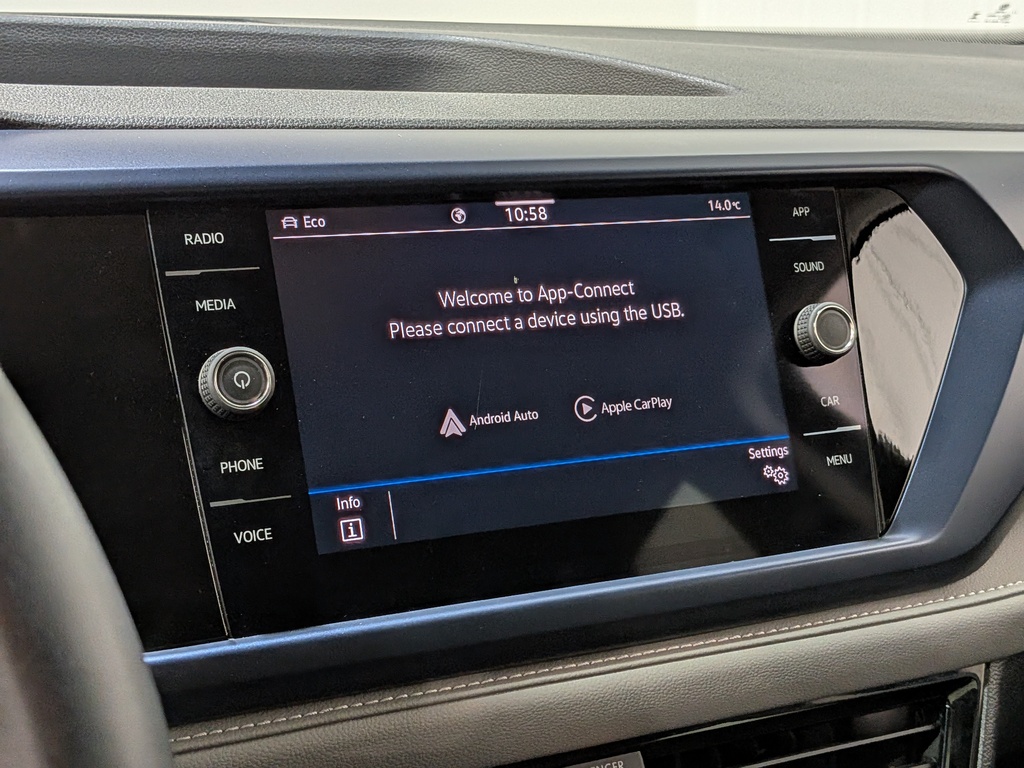 RADIO
MEDIA
PHONE
VOICE
Eco
10:58
14.0°C
Welcome to App-Connect
Please connect a device using the USB.
Android Auto
Apple CarPlay
Settings
Info
i
APP
SOUND
CAR
MENU